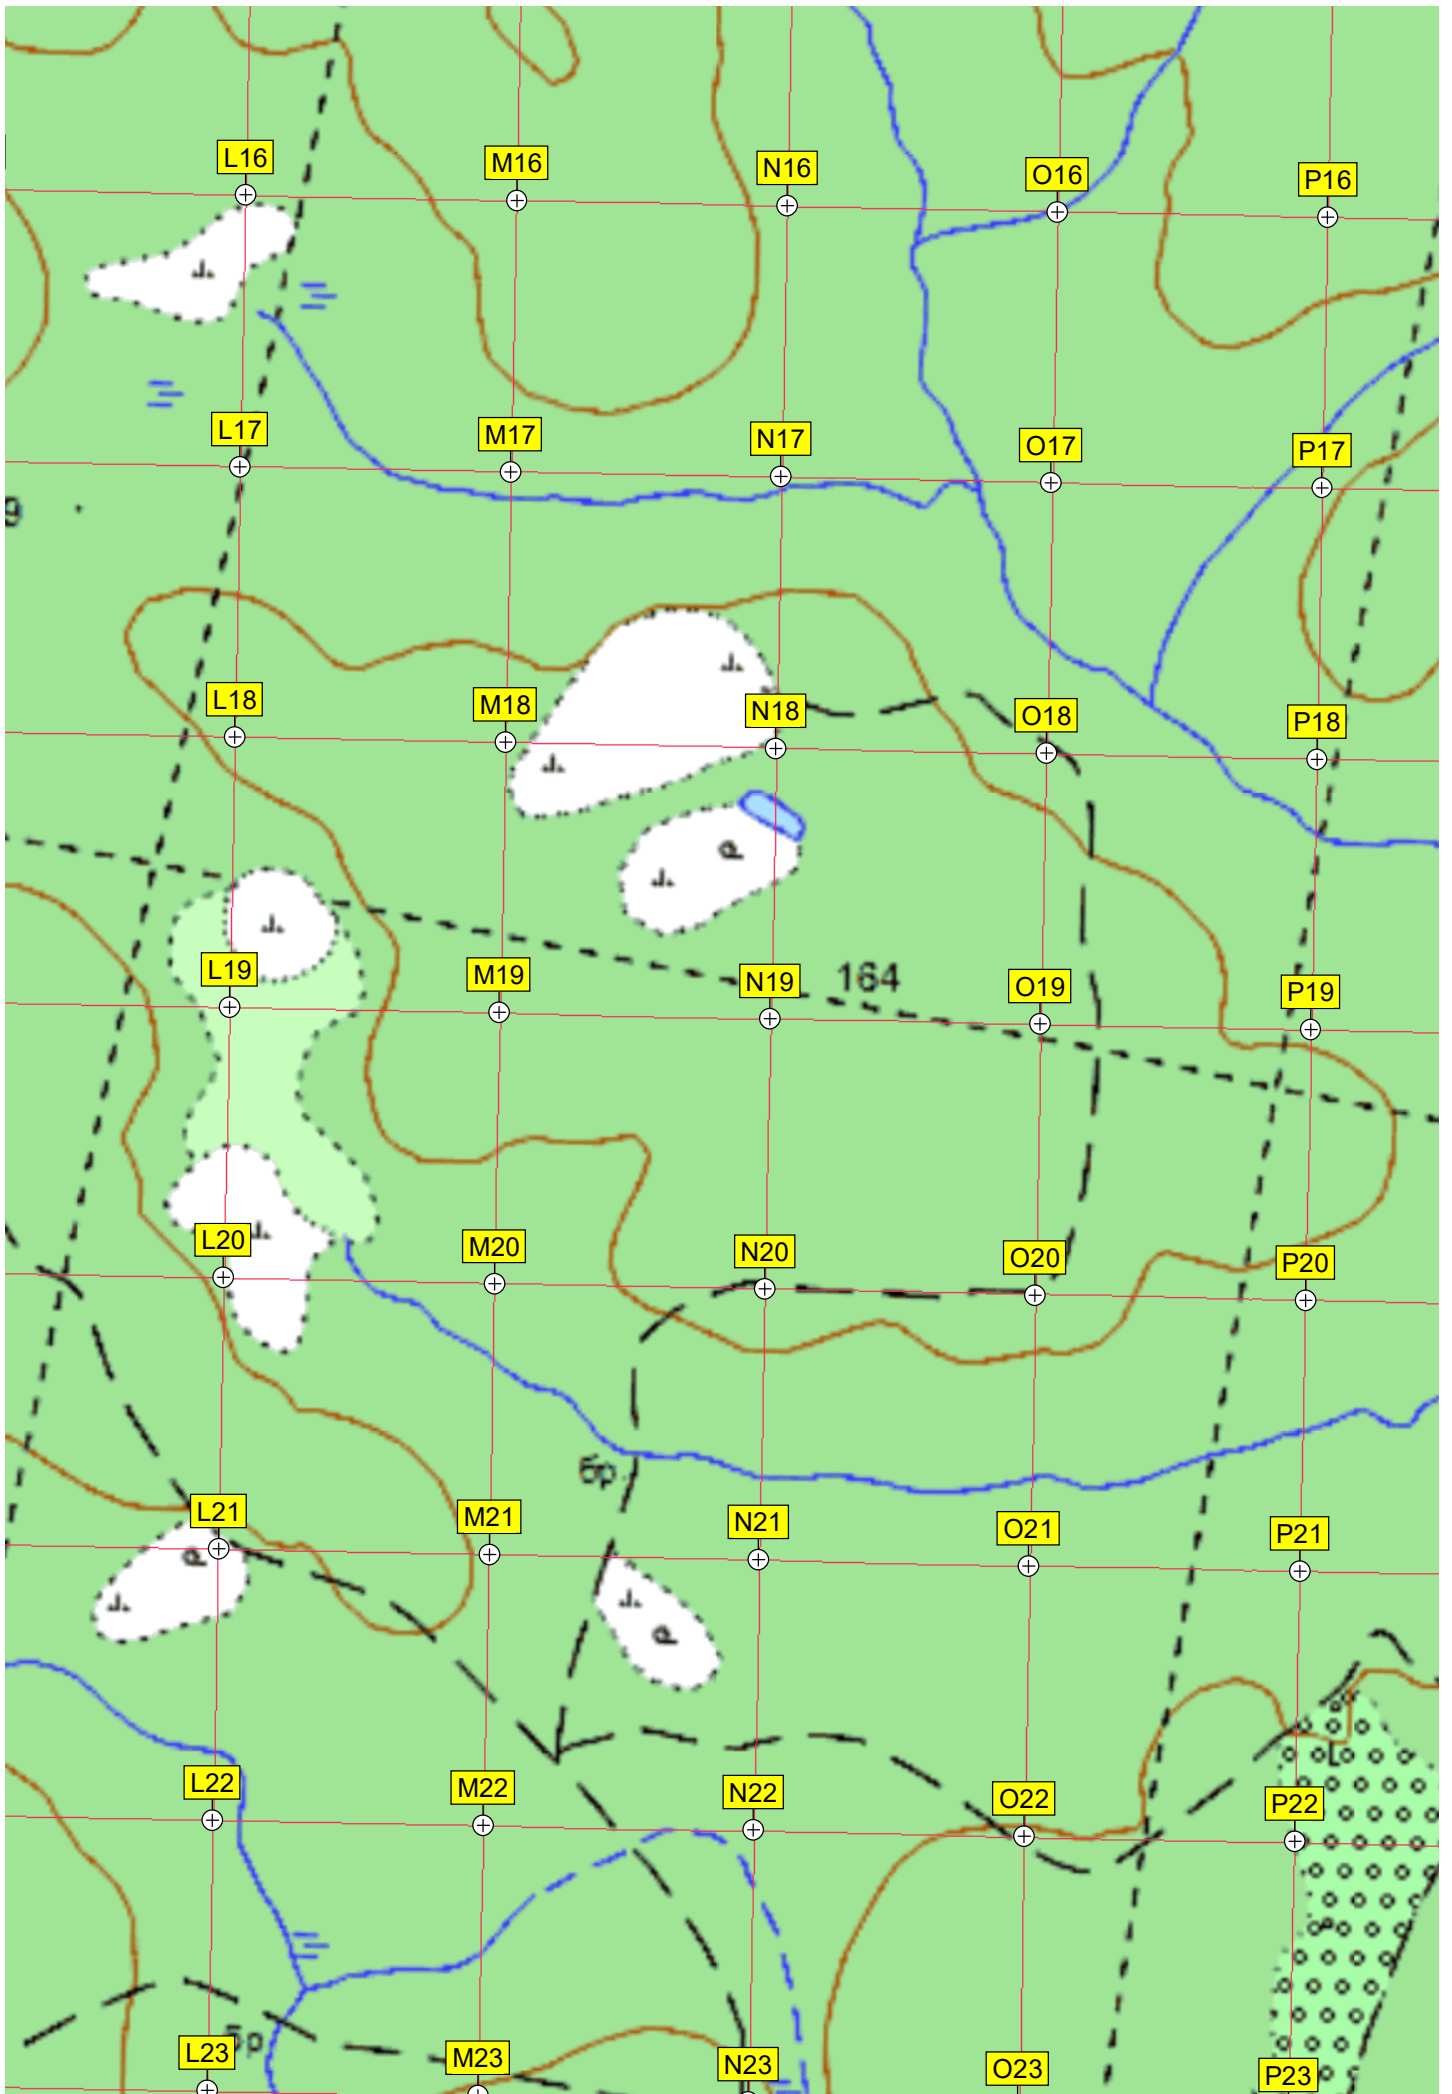 L16 M16 N16 O16 P16
L17 M17 N17 O17 P17
9
L18 M18 N18 O18 P18
Р
L19 M19 N19 164 O19 P19
L20 M20 N20 O20 P20
бр.
L21 M21 N21 O21 P21
Р
Р
L22 M22 N22 O22 P22
бр
L23 M23 N23 O23 P23